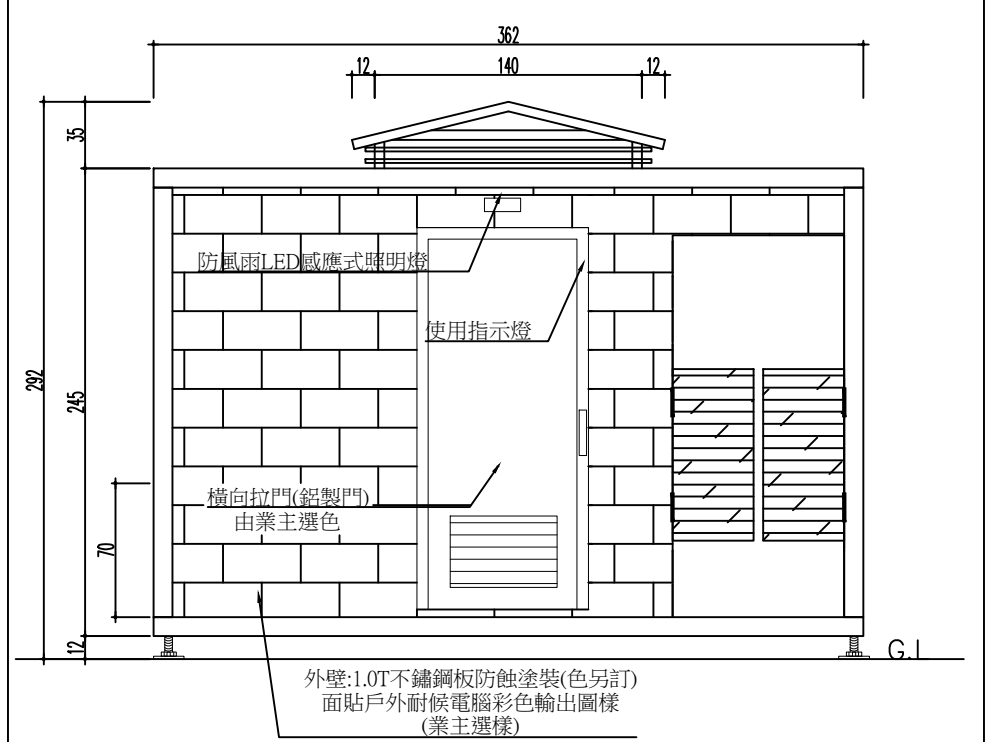 362
12
140
12
35
防風雨LED感應式照明燈
使用指示燈
292
245
橫向拉門(鋁製門)
由業主選色
70
12
G.L
外壁:1.0T不鏽鋼板防蝕塗裝(色另訂)
面貼戶外耐候電腦彩色輸出圖樣
(業主選樣)